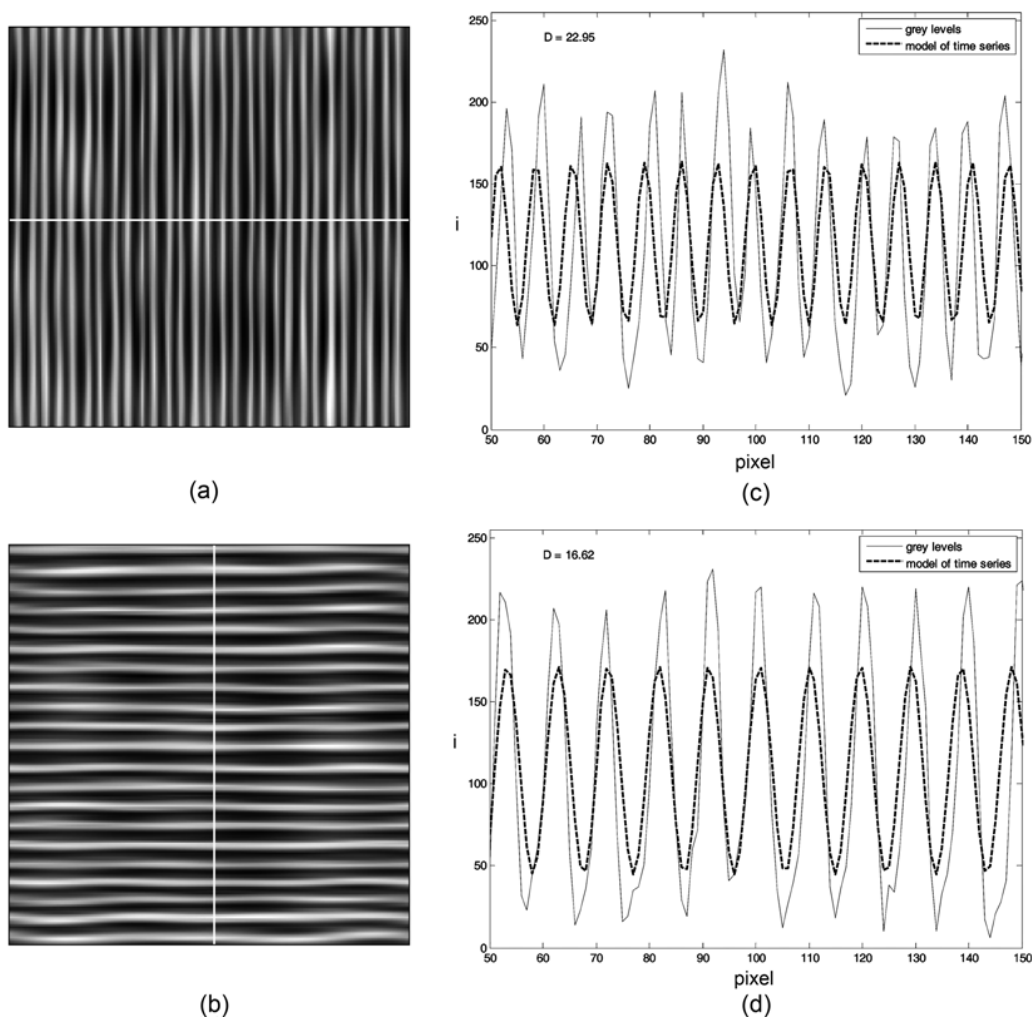 (a)
(b)
D = 22.95
grey levels
model of time series
250
200
150
100
50
0
i
50 60 70 80 90 100 110 120 130 140 150
pixel
(c)
D = 16.62
grey levels
model of time series
250
200
150
100
50
0
i
50 60 70 80 90 100 110 120 130 140 150
pixel
(d)